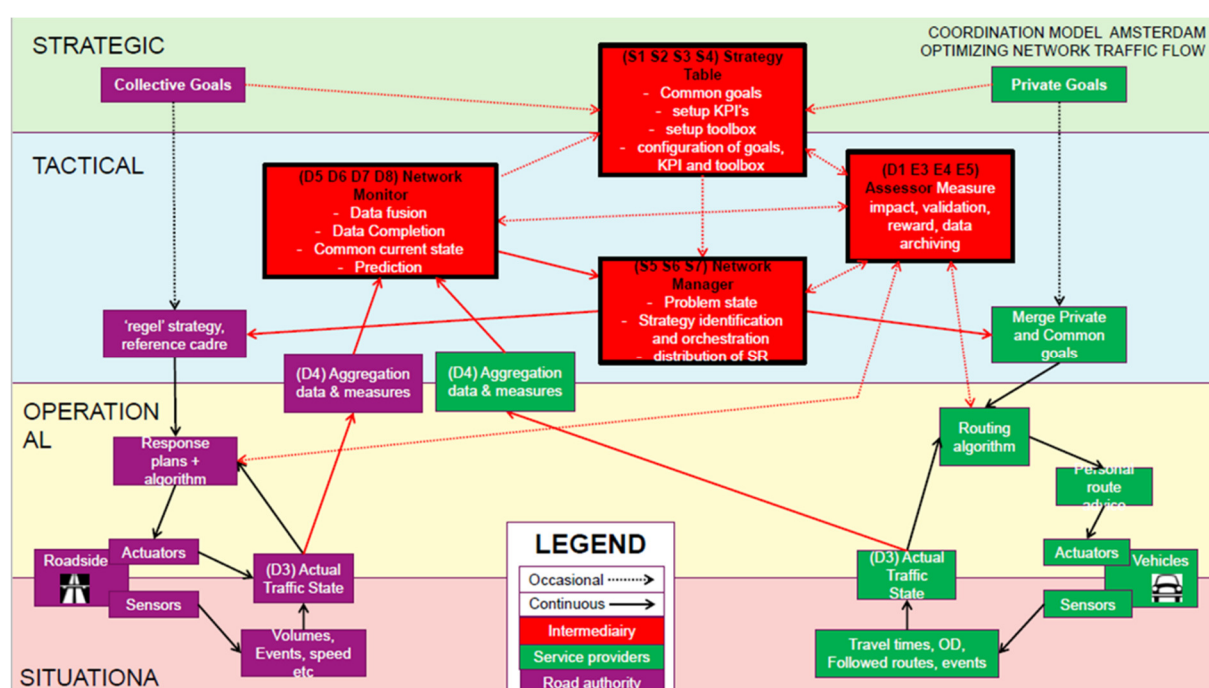 STRATEGIC
COORDINATION MODEL AMSTERDAM
OPTIMIZING NETWORK TRAFFIC FLOW
Collective Goals
(S1 S2 S3 S4) Strategy
Table
- Common goals
- setup KPI's
- setup toolbox
- configuration of goals,
KPI and toolbox
Private Goals
TACTICAL
(D5 D6 D7 D8) Network
Monitor
- Data fusion
- Data Completion
- Common current state
- Prediction
(D1 E3 E4 E5)
Assessor Measure
impact, validation,
reward, data
archiving
(S5 S6 S7) Network
Manager
- Problem state
- Strategy identification
and orchestration
- distribution of SR
'regel' strategy,
reference cadre
Merge Private
and Common
goals
(D4) Aggregation
data & measures
(D4) Aggregation
data & measures
OPERATION
AL
Response
plans +
algorithm
Routing
algorithm
Personal
route
advice
Roadside
Actuators
Sensors
(D3) Actual
Traffic State
Volumes,
Events, speed
etc
(D3) Actual
Traffic
State
Travel times, OD,
Followed routes, events
Actuators
Vehicles
Sensors
LEGEND
Occasional
Continuous
Intermediairy
Service providers
Road authority
SITUATIONA